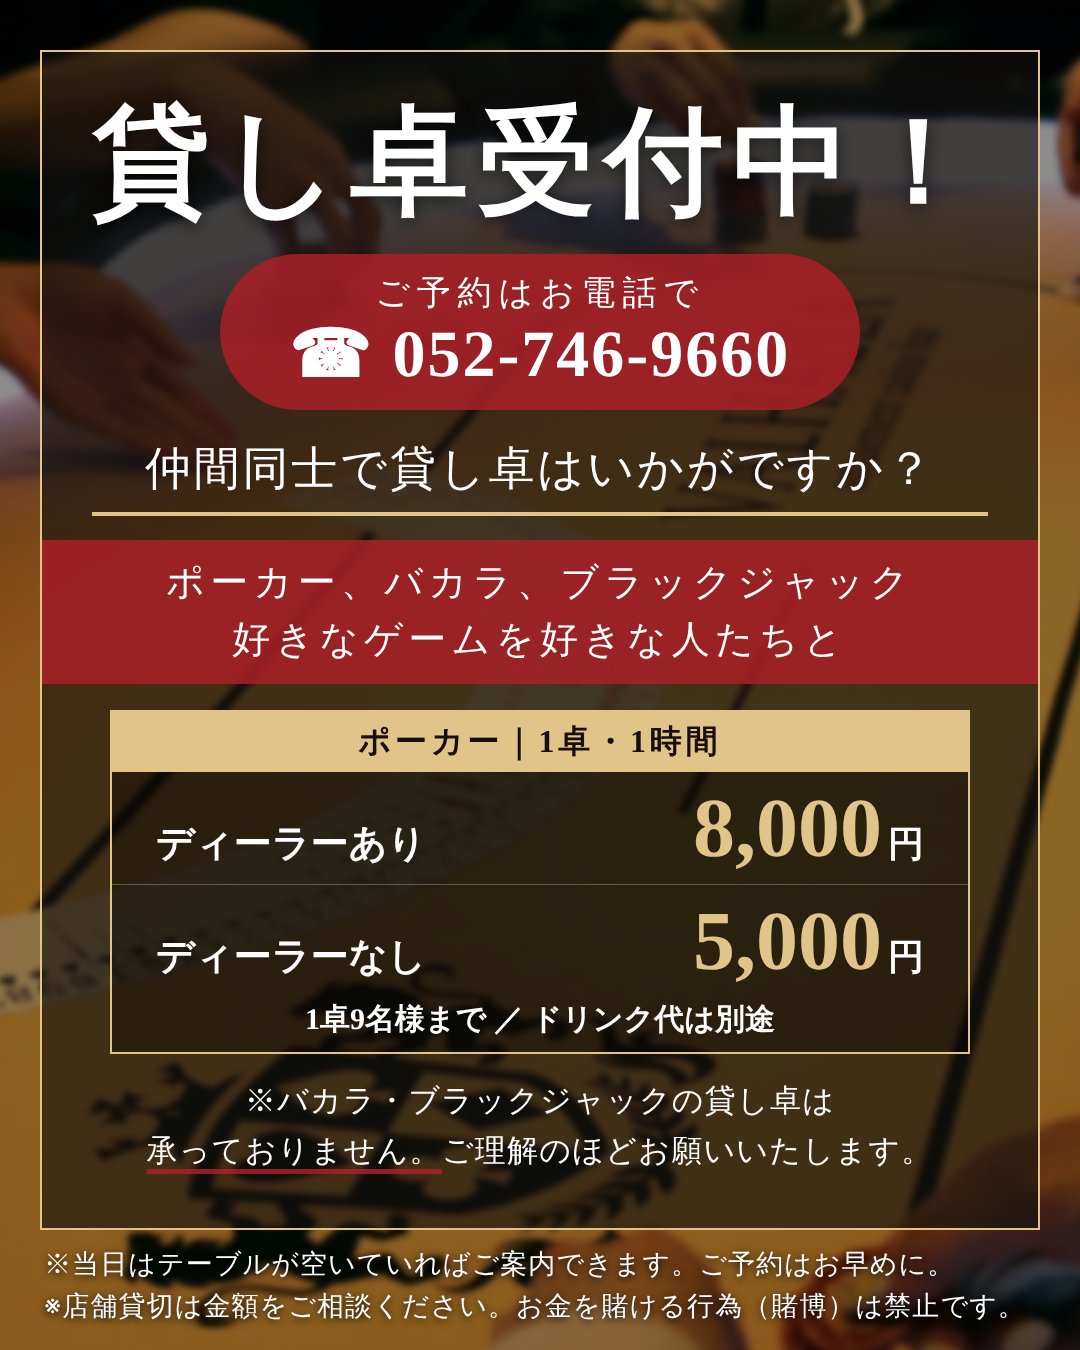 貸し卓受付中！
ご予約はお電話で
☎ 052-746-9660
仲間同士で貸し卓はいかがですか？
ポーカー、バカラ、ブラックジャック
好きなゲームを好きな人たちと
ポーカー｜1卓・1時間
ディーラーあり 8,000円
ディーラーなし 5,000円
1卓9名様まで ／ ドリンク代は別途
※バカラ・ブラックジャックの貸し卓は
承っておりません。ご理解のほどお願いいたします。
※当日はテーブルが空いていればご案内できます。ご予約はお早めに。
※店舗貸切は金額をご相談ください。お金を賭ける行為（賭博）は禁止です。